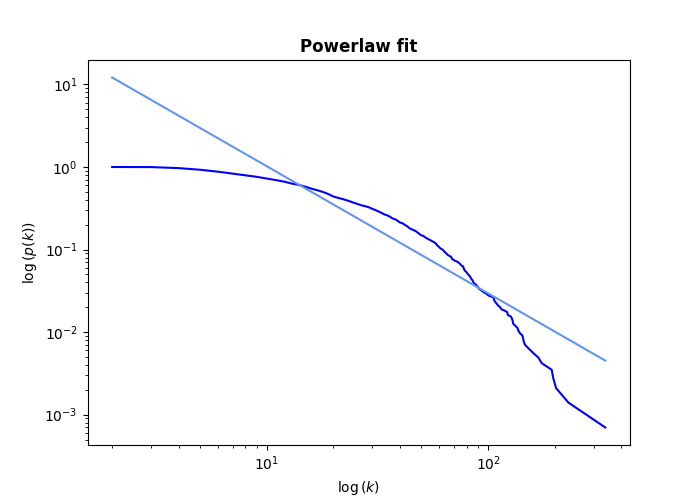 Powerlaw fit
log (p(k))
10¹
10⁰
10⁻¹
10⁻²
10⁻³
10¹ 10²
log (k)